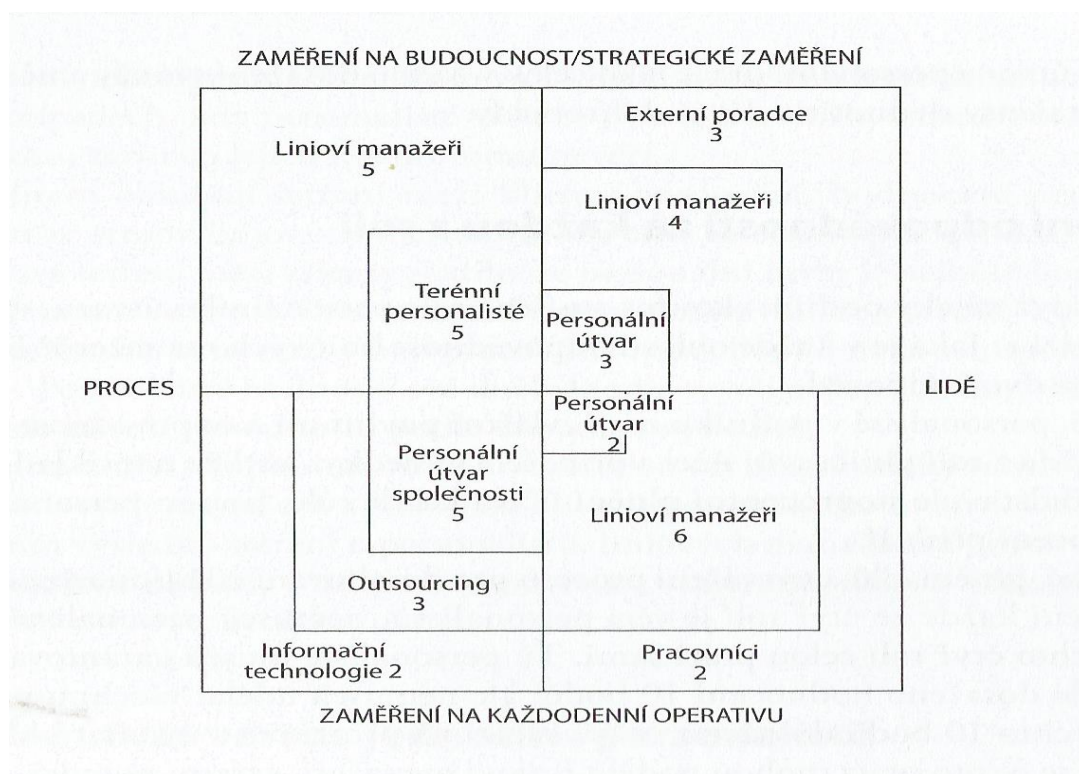 ZAMĚŘENÍ NA BUDOUCNOST/STRATEGICKÉ ZAMĚŘENÍ
Linioví manažeři
5
Externí poradce
3
Linioví manažeři
4
Terénní
personalisté
5
Personální
útvar
3
PROCES
LIDÉ
Personální
útvar
2
Personální
útvar
společnosti
5
Linioví manažeři
6
Outsourcing
3
Informační
technologie 2
Pracovníci
2
ZAMĚŘENÍ NA KAŽDODENNÍ OPERATIVU